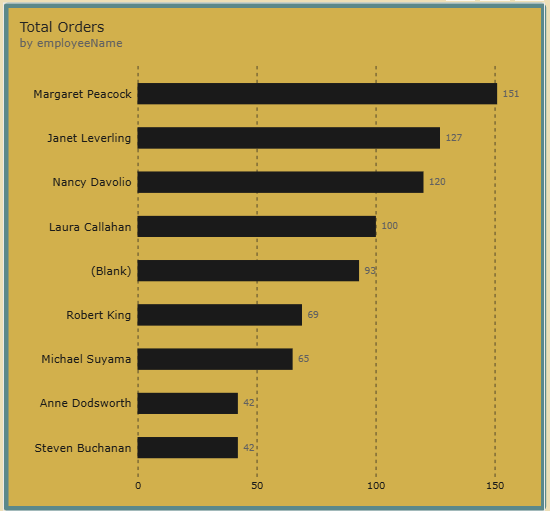 Total Orders
by employeeName
Margaret Peacock 151
Janet Leverling 127
Nancy Davolio 120
Laura Callahan 100
(Blank) 93
Robert King 69
Michael Suyama 65
Anne Dodsworth 42
Steven Buchanan 42
0 50 100 150